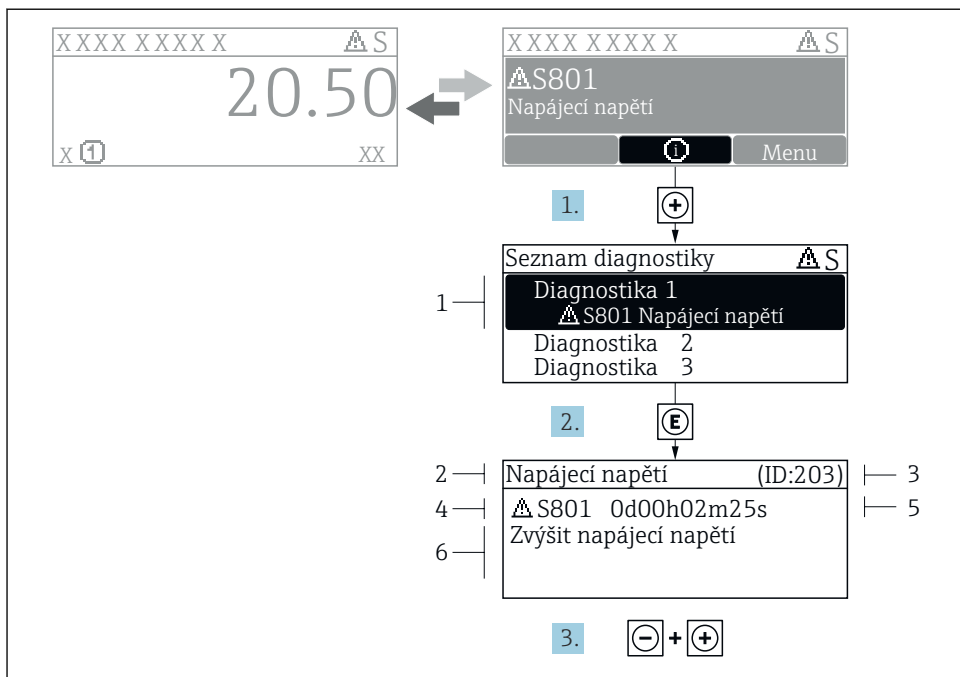 XXXX XXXXX ⚠S
20.50
X ① XX
XXXX XXXXX ⚠S
⚠S801
Napájecí napětí
ⓘ Menu
1. ⊕
Seznam diagnostiky ⚠S
1 Diagnostika 1
⚠S801 Napájecí napětí
Diagnostika 2
Diagnostika 3
2. Ⓔ
2 Napájecí napětí (ID:203) 3
4 ⚠S801 0d00h02m25s 5
6 Zvýšit napájecí napětí
3. ⊖+⊕